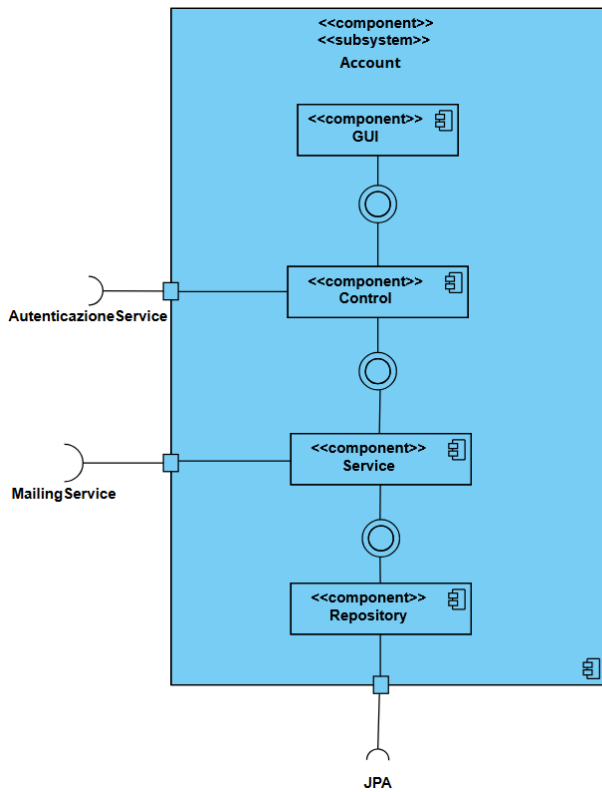 <<component>>
<<subsystem>>
Account
<<component>>
GUI
<<component>>
Control
AutenticazioneService
<<component>>
Service
MailingService
<<component>>
Repository
JPA